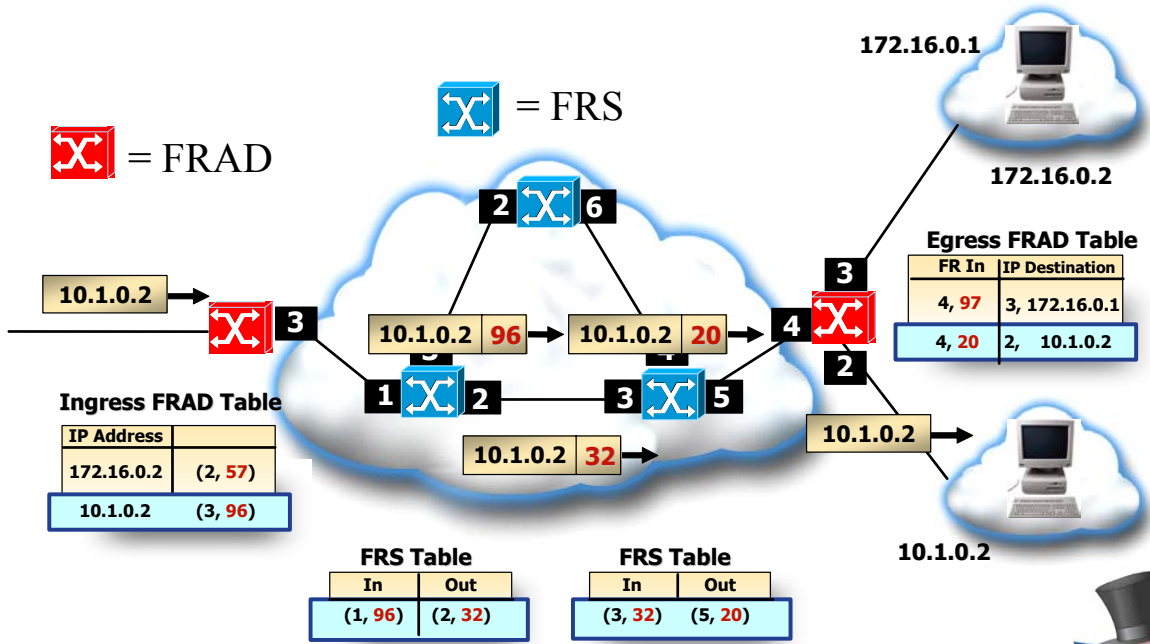 172.16.0.1
= FRS
= FRAD
172.16.0.2
2 6
Egress FRAD Table
FR In IP Destination
4, 97 3, 172.16.0.1
4, 20 2, 10.1.0.2
3
10.1.0.2
3
4
2
10.1.0.2 96
10.1.0.2 20
1 2
3 5
Ingress FRAD Table
IP Address
172.16.0.2 (2, 57)
10.1.0.2 (3, 96)
10.1.0.2 32
10.1.0.2
10.1.0.2
FRS Table
In Out
(1, 96) (2, 32)
FRS Table
In Out
(3, 32) (5, 20)